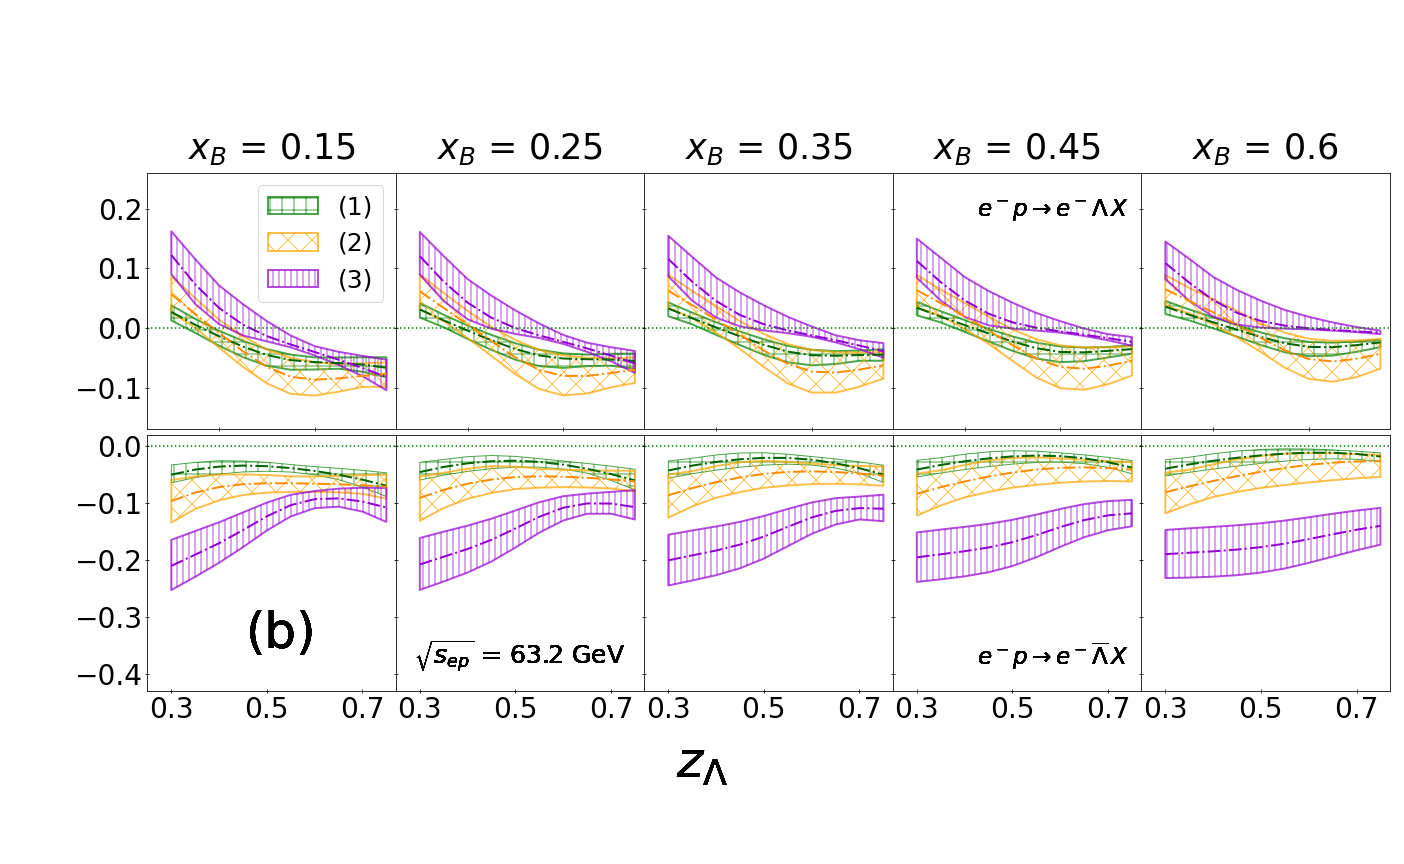 x_B = 0.15 x_B = 0.25 x_B = 0.35 x_B = 0.45 x_B = 0.6
(1)
(2)
(3)
e⁻p → e⁻ΛX
0.2
0.1
0.0
−0.1
0.0
−0.1
−0.2
−0.3
−0.4
(b)
√s_ep = 63.2 GeV
e⁻p → e⁻Λ̅X
0.3 0.5 0.7 0.3 0.5 0.7 0.3 0.5 0.7 0.3 0.5 0.7 0.3 0.5 0.7
z_Λ